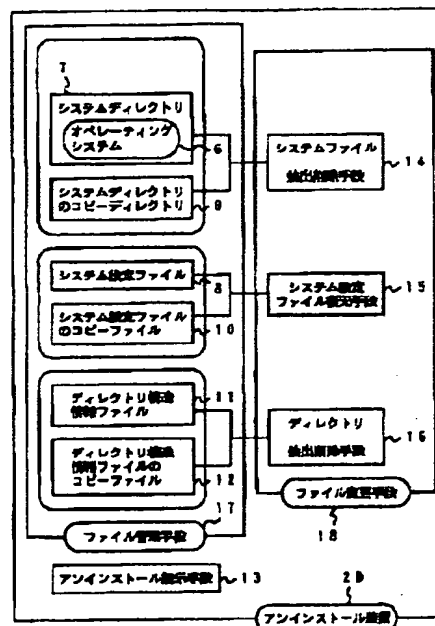 7
システムディレクトリ
オペレーティング
システム
6
システムディレクトリ
のコピーディレクトリ
9
システムファイル
抽出削除手段
14
システム設定ファイル
8
システム設定ファイル
のコピーファイル
10
システム設定
ファイル復元手段
15
ディレクトリ構造
情報ファイル
11
ディレクトリ構造
情報ファイルの
コピーファイル
12
ディレクトリ
抽出削除手段
16
17
ファイル管理手段
ファイル変更手段
18
アンインストール指示手段
13
20
アンインストール装置